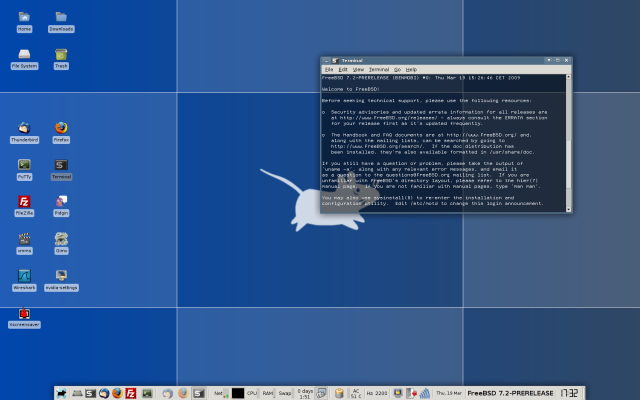 Home Downloads
File System Trash
Thunderbird Firefox
PuTTy Terminal
FileZilla Pidgin
xmms Gimp
Wireshark nvidia-settings
Xscreensaver
Terminal
File Edit View Terminal Go Help
FreeBSD 7.2-PRERELEASE (BENMOBI) #0: Thu Mar 19 15:26:46 CET 2009
Welcome to FreeBSD!
Before seeking technical support, please use the following resources:
o Security advisories and updated errata information for all releases are
at http://www.FreeBSD.org/releases/ - always consult the ERRATA section
for your release first as it's updated frequently.
o The Handbook and FAQ documents are at http://www.FreeBSD.org/ and,
along with the mailing lists, can be searched by going to
http://www.FreeBSD.org/search/. If the doc distribution has
been installed, they're also available formatted in /usr/share/doc.
If you still have a question or problem, please take the output of
`uname -a', along with any relevant error messages, and email it
as a question to the questions@FreeBSD.org mailing list. If you are
unfamiliar with FreeBSD's directory layout, please refer to the hier(7)
manual page. If you are not familiar with manual pages, type `man man'.
You may also use sysinstall(8) to re-enter the installation and
configuration utility. Edit /etc/motd to change this login announcement.
Net CPU RAM Swap 0 days 1:51 AC 51 C Hz: 2200 Thu, 19 Mar FreeBSD 7.2-PRERELEASE 17:32